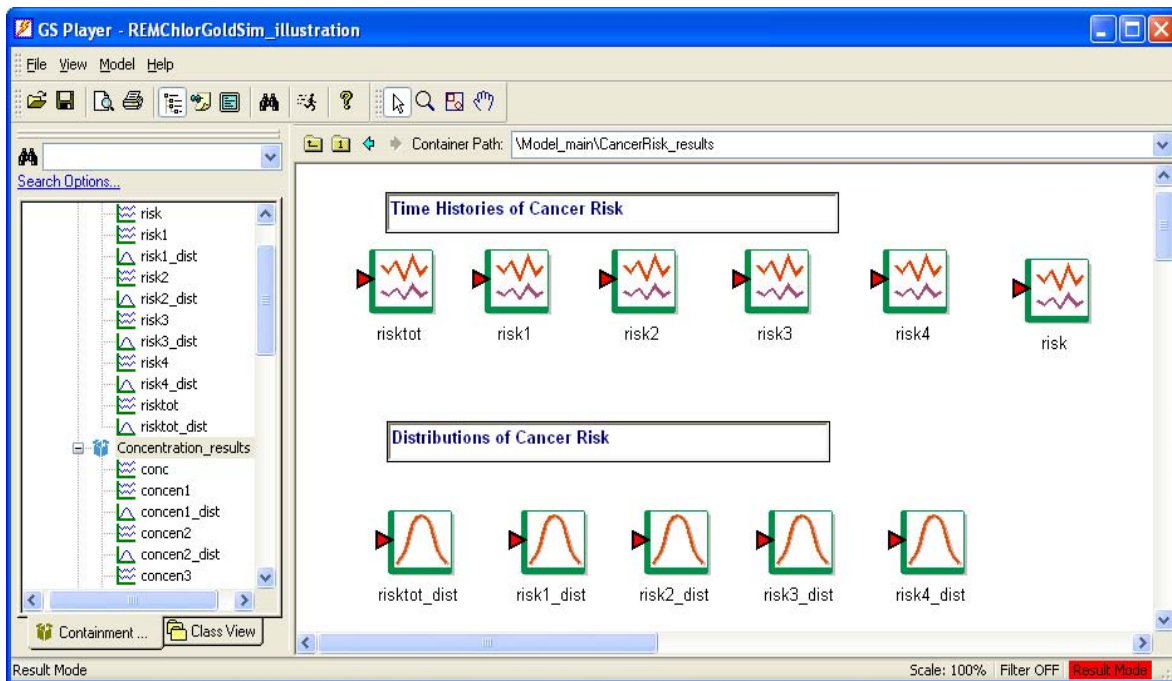 GS Player - REMChlorGoldSim_illustration
File View Model Help
Container Path: \Model_main\CancerRisk_results
Search Options...
risk
risk1
risk1_dist
risk2
risk2_dist
risk3
risk3_dist
risk4
risk4_dist
risktot
risktot_dist
Concentration_results
conc
concen1
concen1_dist
concen2
concen2_dist
concen3
Containment ... Class View
Time Histories of Cancer Risk
risktot risk1 risk2 risk3 risk4 risk
Distributions of Cancer Risk
risktot_dist risk1_dist risk2_dist risk3_dist risk4_dist
Result Mode Scale: 100% Filter OFF Result Mode